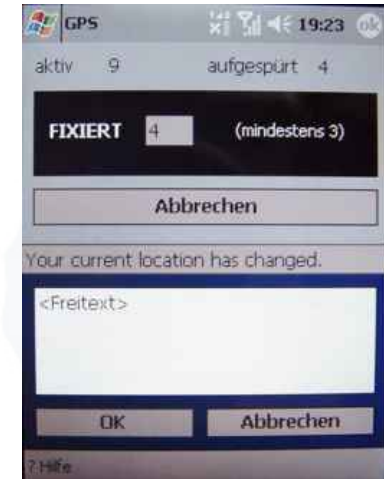 GPS 19:23 ok
aktiv 9 aufgespürt 4
FIXIERT 4 (mindestens 3)
Abbrechen
Your current location has changed.
<Freitext>
OK Abbrechen
? Hilfe